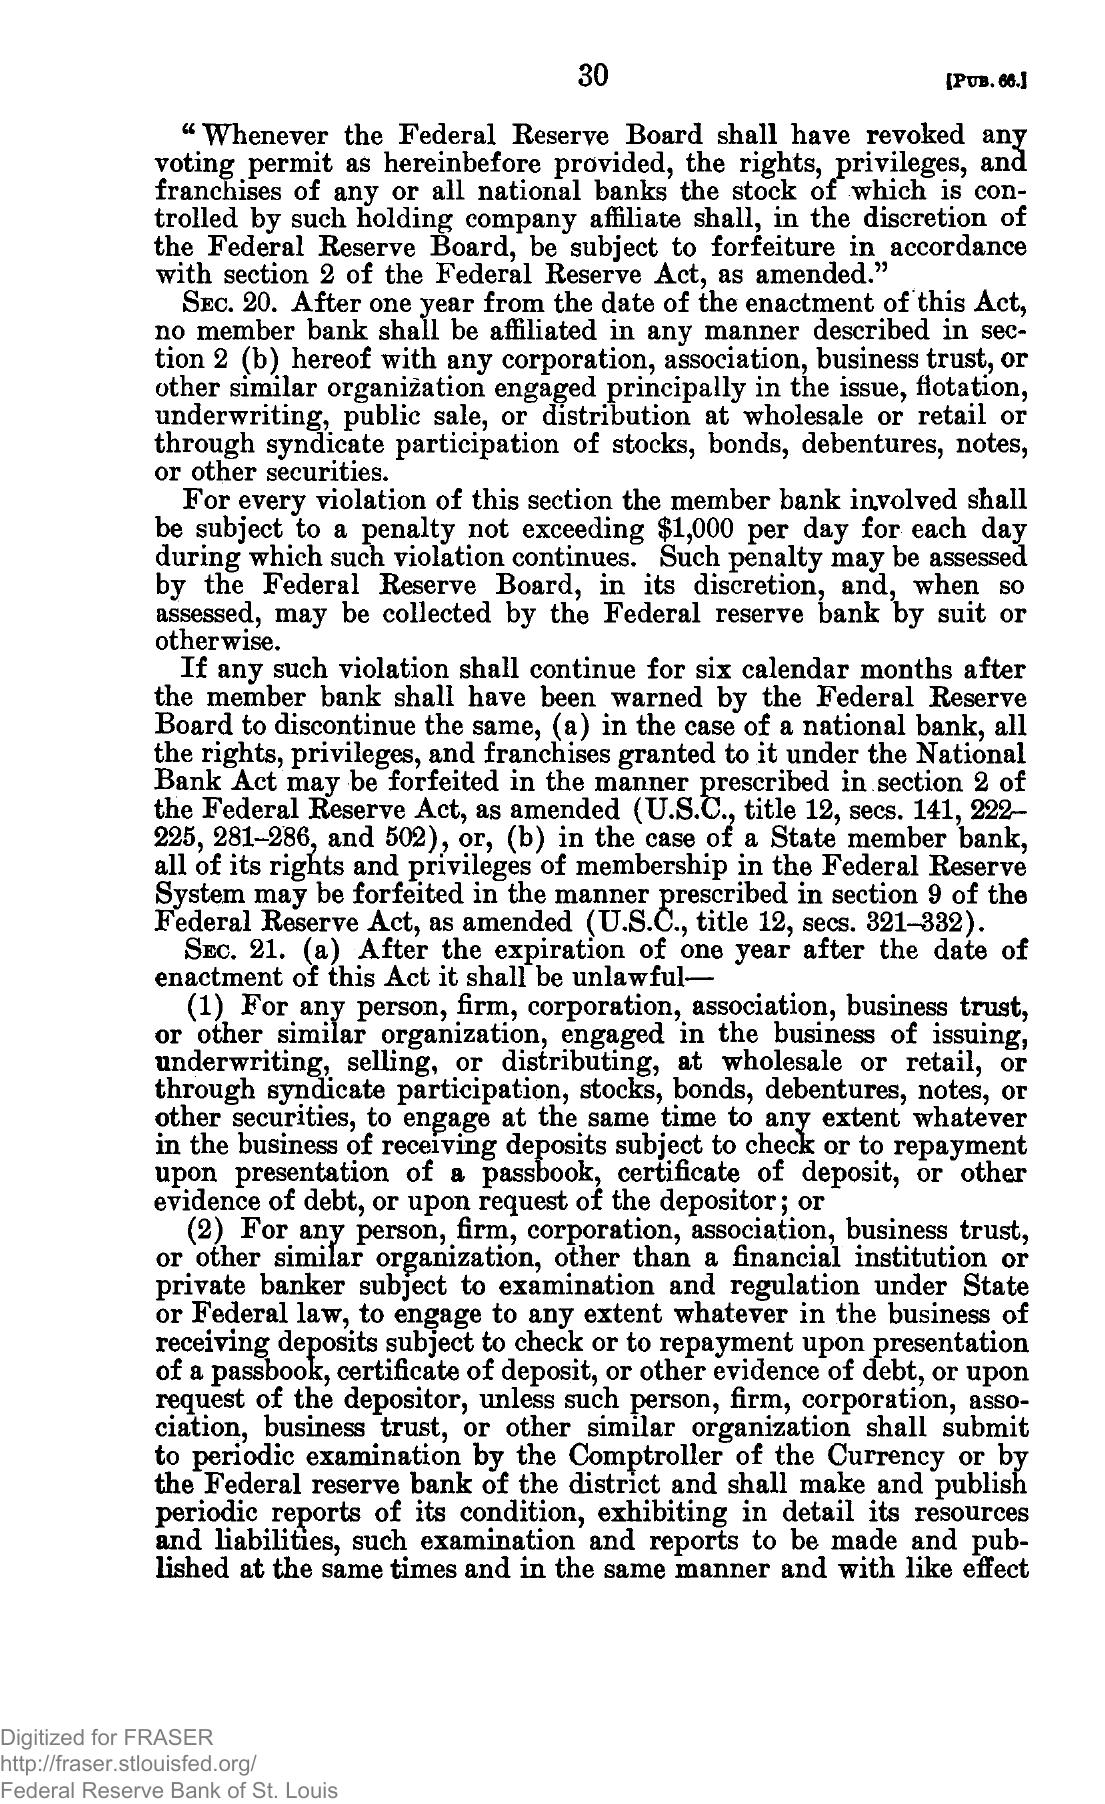 30
[PUB. 66.]
“Whenever the Federal Reserve Board shall have revoked any
voting permit as hereinbefore provided, the rights, privileges, and
franchises of any or all national banks the stock of which is con-
trolled by such holding company affiliate shall, in the discretion of
the Federal Reserve Board, be subject to forfeiture in accordance
with section 2 of the Federal Reserve Act, as amended.”
SEC. 20. After one year from the date of the enactment of this Act,
no member bank shall be affiliated in any manner described in sec-
tion 2 (b) hereof with any corporation, association, business trust, or
other similar organization engaged principally in the issue, flotation,
underwriting, public sale, or distribution at wholesale or retail or
through syndicate participation of stocks, bonds, debentures, notes,
or other securities.
For every violation of this section the member bank involved shall
be subject to a penalty not exceeding $1,000 per day for each day
during which such violation continues. Such penalty may be assessed
by the Federal Reserve Board, in its discretion, and, when so
assessed, may be collected by the Federal reserve bank by suit or
otherwise.
If any such violation shall continue for six calendar months after
the member bank shall have been warned by the Federal Reserve
Board to discontinue the same, (a) in the case of a national bank, all
the rights, privileges, and franchises granted to it under the National
Bank Act may be forfeited in the manner prescribed in section 2 of
the Federal Reserve Act, as amended (U.S.C., title 12, secs. 141, 222–
225, 281–286, and 502), or, (b) in the case of a State member bank,
all of its rights and privileges of membership in the Federal Reserve
System may be forfeited in the manner prescribed in section 9 of the
Federal Reserve Act, as amended (U.S.C., title 12, secs. 321–332).
SEC. 21. (a) After the expiration of one year after the date of
enactment of this Act it shall be unlawful—
(1) For any person, firm, corporation, association, business trust,
or other similar organization, engaged in the business of issuing,
underwriting, selling, or distributing, at wholesale or retail, or
through syndicate participation, stocks, bonds, debentures, notes, or
other securities, to engage at the same time to any extent whatever
in the business of receiving deposits subject to check or to repayment
upon presentation of a passbook, certificate of deposit, or other
evidence of debt, or upon request of the depositor; or
(2) For any person, firm, corporation, association, business trust,
or other similar organization, other than a financial institution or
private banker subject to examination and regulation under State
or Federal law, to engage to any extent whatever in the business of
receiving deposits subject to check or to repayment upon presentation
of a passbook, certificate of deposit, or other evidence of debt, or upon
request of the depositor, unless such person, firm, corporation, asso-
ciation, business trust, or other similar organization shall submit
to periodic examination by the Comptroller of the Currency or by
the Federal reserve bank of the district and shall make and publish
periodic reports of its condition, exhibiting in detail its resources
and liabilities, such examination and reports to be made and pub-
lished at the same times and in the same manner and with like effect
Digitized for FRASER
http://fraser.stlouisfed.org/
Federal Reserve Bank of St. Louis